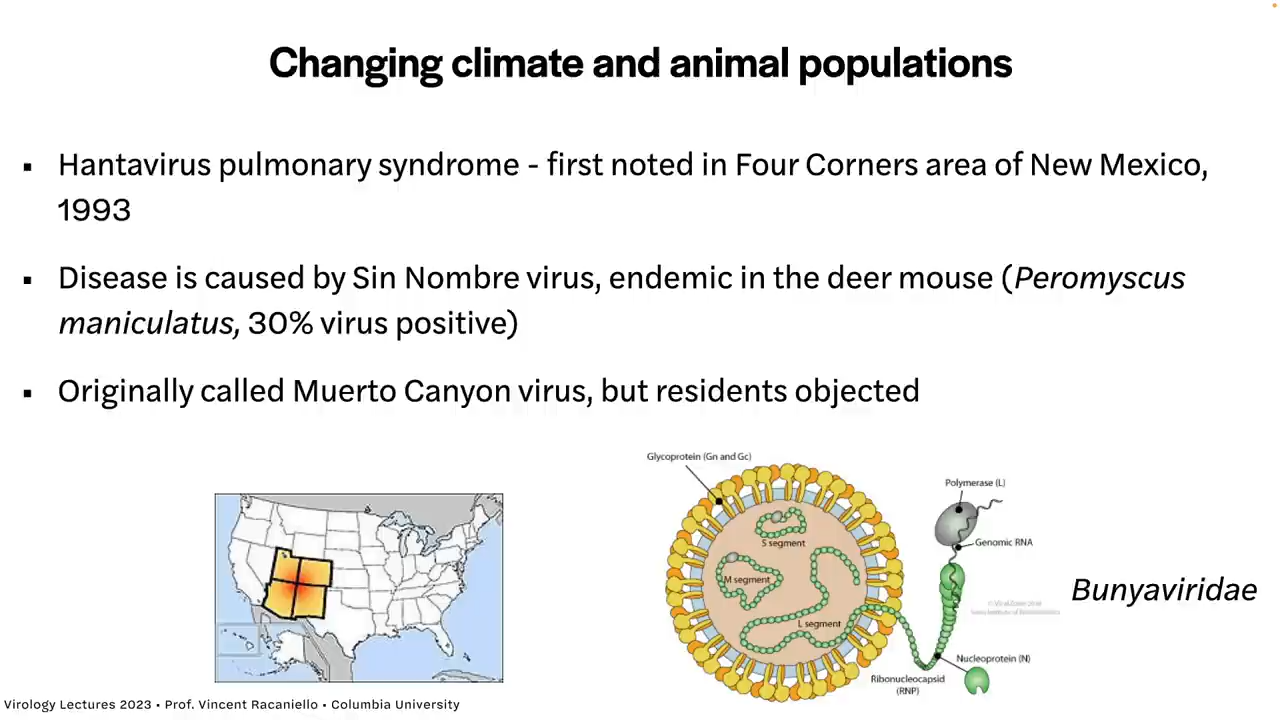 Changing climate and animal populations
▪ Hantavirus pulmonary syndrome - first noted in Four Corners area of New Mexico,
1993
▪ Disease is caused by Sin Nombre virus, endemic in the deer mouse (Peromyscus
maniculatus, 30% virus positive)
▪ Originally called Muerto Canyon virus, but residents objected
Glycoprotein (Gn and Gc)
S segment
M segment
L segment
Polymerase (L)
Genomic RNA
Nucleoprotein (N)
Ribonucleocapsid
(RNP)
Bunyaviridae
Virology Lectures 2023 • Prof. Vincent Racaniello • Columbia University